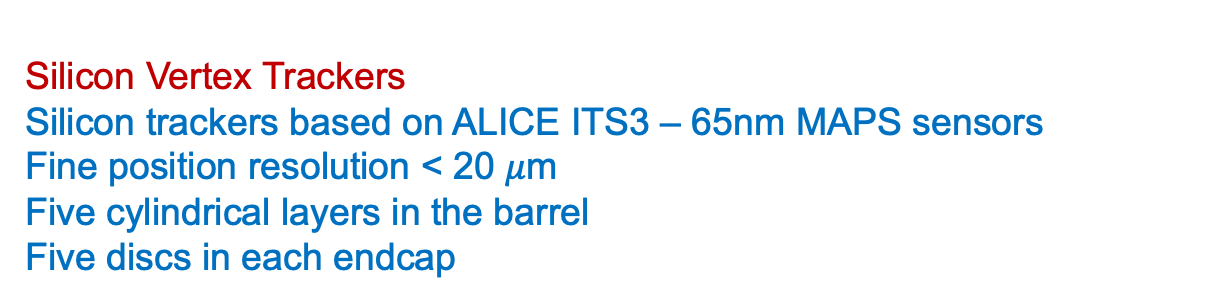 Silicon Vertex Trackers
Silicon trackers based on ALICE ITS3 – 65nm MAPS sensors
Fine position resolution < 20 𝜇m
Five cylindrical layers in the barrel
Five discs in each endcap